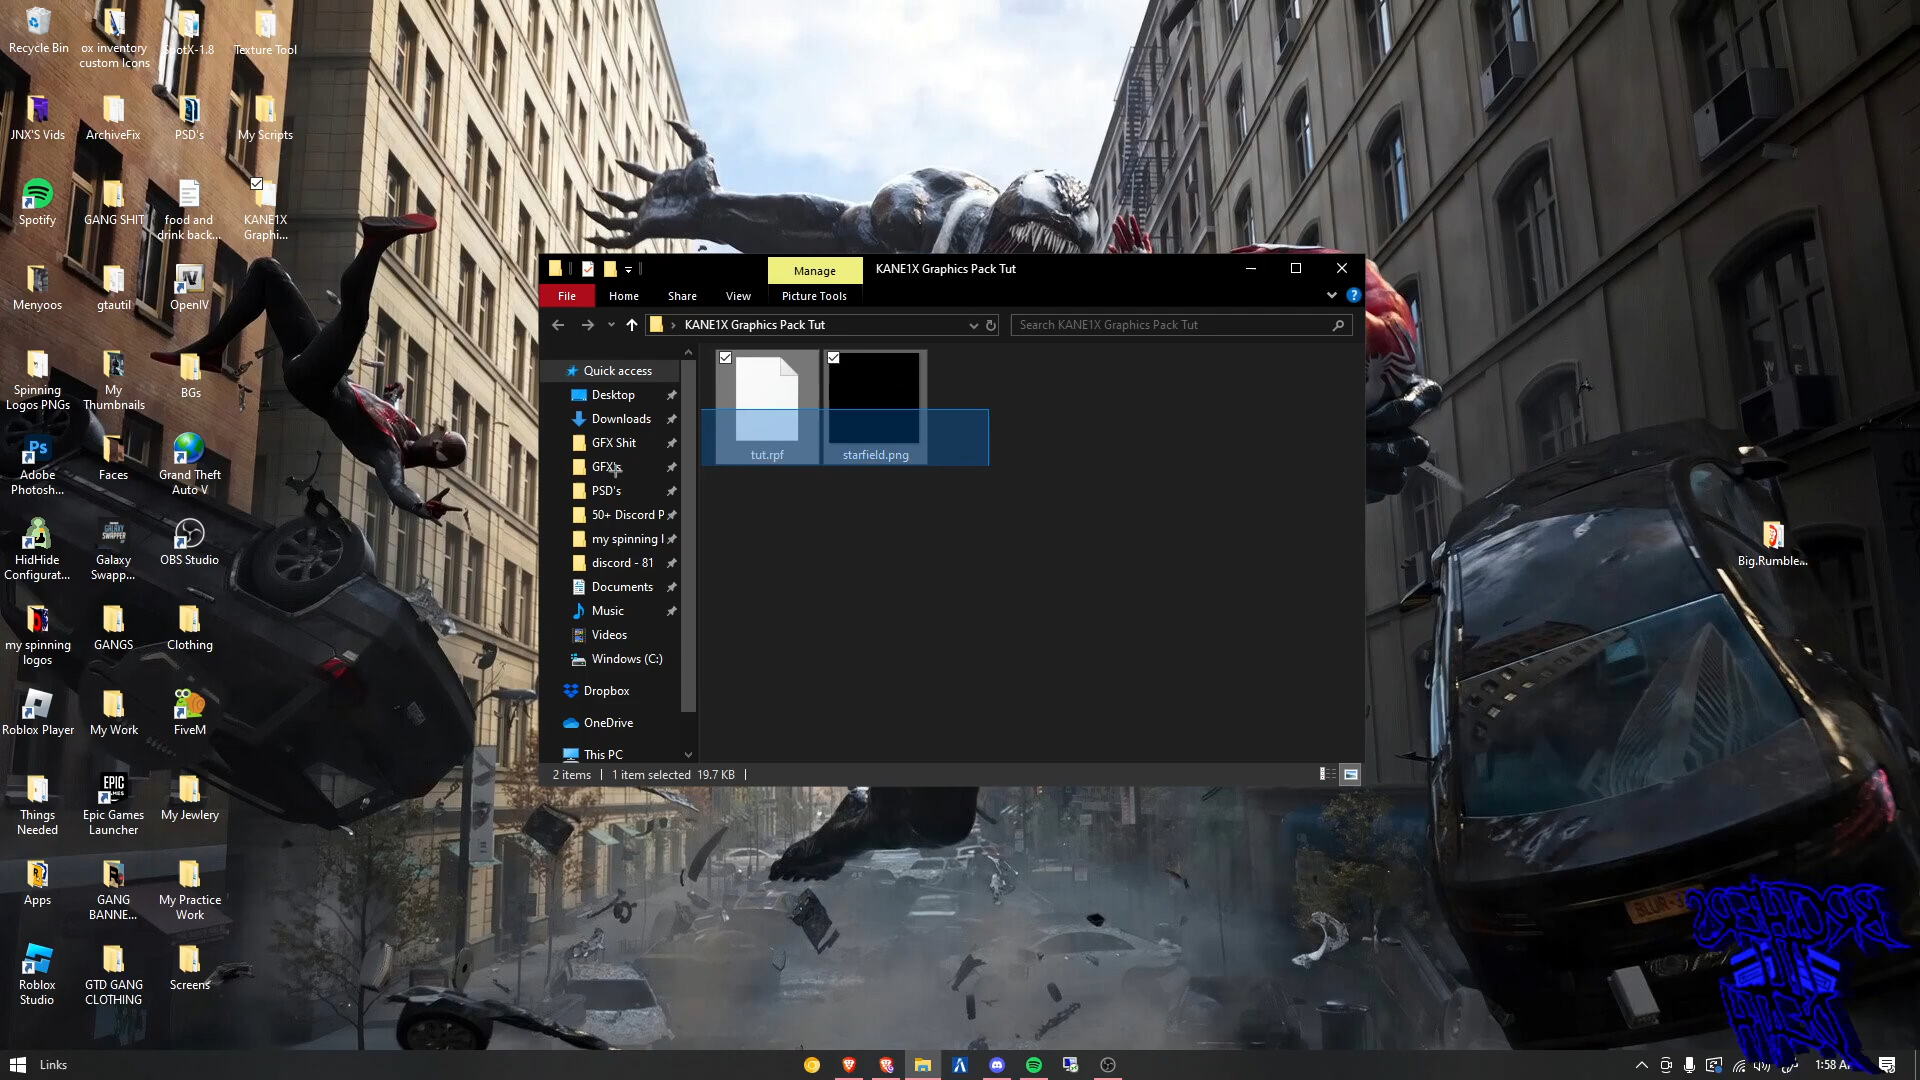 Recycle Bin
ox inventory
custom Icons
Texture Tool
JNX'S Vids
ArchiveFix
PSD's
My Scripts
Spotify
GANG SHIT
food and
drink back...
KANE1X
Graphi...
Menyoos
gtautil
OpenIV
Spinning
Logos PNGs
My
Thumbnails
BGs
Adobe
Photosh...
Faces
Grand Theft
Auto V
HidHide
Configurat...
Galaxy
Swapp...
OBS Studio
my spinning
logos
GANGS
Clothing
Roblox Player
My Work
FiveM
Things
Needed
Epic Games
Launcher
My Jewlery
Apps
GANG
BANNE...
My Practice
Work
Roblox
Studio
GTD GANG
CLOTHING
Screens
Big.Rumble...
Manage
KANE1X Graphics Pack Tut
File
Home
Share
View
Picture Tools
KANE1X Graphics Pack Tut
Search KANE1X Graphics Pack Tut
Quick access
Desktop
Downloads
GFX Shit
GFX's
PSD's
50+ Discord P
my spinning l
discord - 81
Documents
Music
Videos
Windows (C:)
Dropbox
OneDrive
This PC
tut.rpf
starfield.png
2 items
1 item selected 19.7 KB
Links
1:58 A